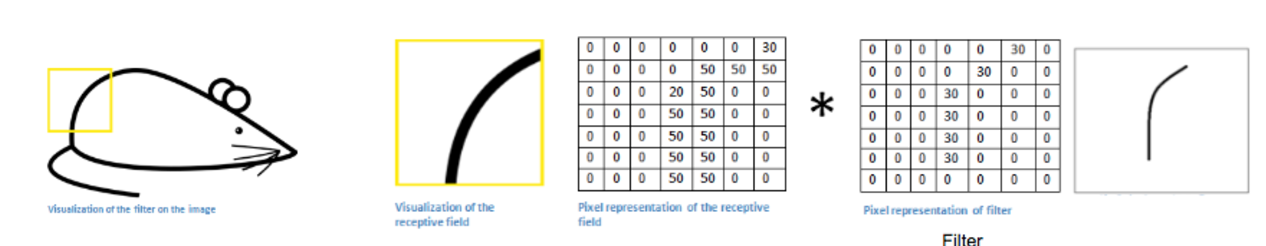 0 0 0 0 0 0 30
0 0 0 0 50 50 50
0 0 0 20 50 0 0
0 0 0 50 50 0 0
0 0 0 50 50 0 0
0 0 0 50 50 0 0
0 0 0 50 50 0 0
*
0 0 0 0 0 30 0
0 0 0 0 30 0 0
0 0 0 30 0 0 0
0 0 0 30 0 0 0
0 0 0 30 0 0 0
0 0 0 30 0 0 0
0 0 0 0 0 0 0
Visualization of the filter on the image
Visualization of the
receptive field
Pixel representation of the receptive
field
Pixel representation of filter
Filter